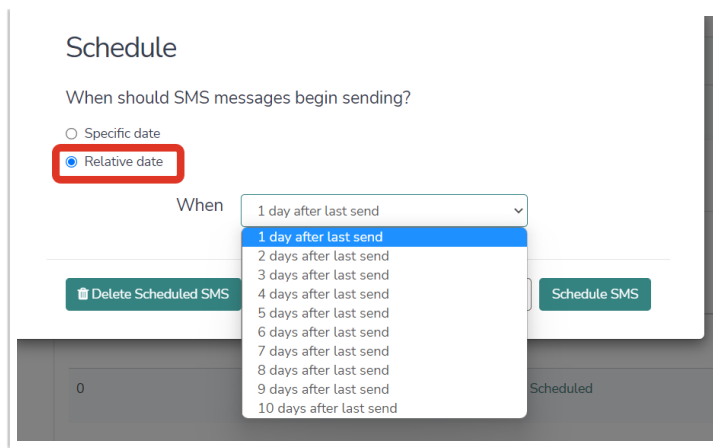 Schedule
When should SMS messages begin sending?
Specific date
Relative date
When
1 day after last send
1 day after last send
2 days after last send
3 days after last send
4 days after last send
5 days after last send
6 days after last send
7 days after last send
8 days after last send
9 days after last send
10 days after last send
Delete Scheduled SMS
Schedule SMS
0
Scheduled